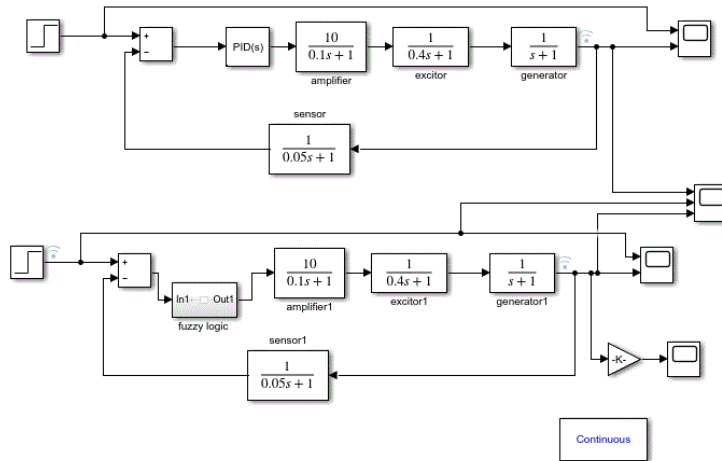 +
−
PID(s)
10
0.1s + 1
amplifier
1
0.4s + 1
excitor
1
s + 1
generator
sensor
1
0.05s + 1
+
−
In1 Out1
fuzzy logic
10
0.1s + 1
amplifier1
1
0.4s + 1
excitor1
1
s + 1
generator1
sensor1
1
0.05s + 1
-K-
Continuous